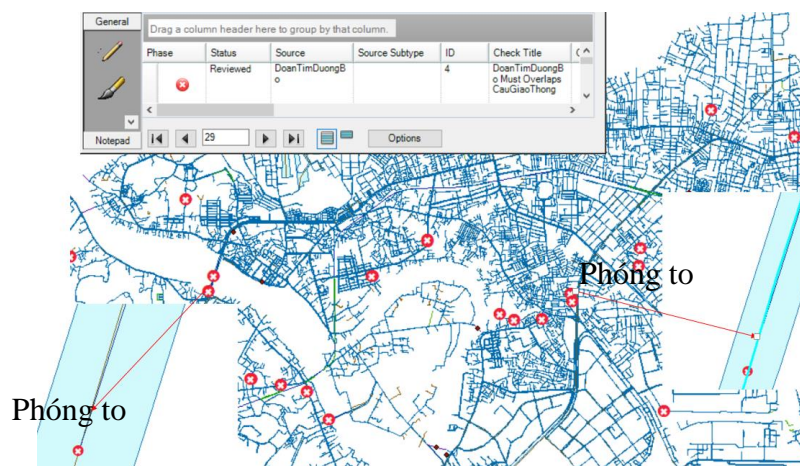 General
Notepad
Drag a column header here to group by that column.
Phase Status Source Source Subtype ID Check Title
Reviewed DoanTimDuongB 4 DoanTimDuongB
o o Must Overlaps
CauGiaoThong
29
Options
Phóng to
Phóng to